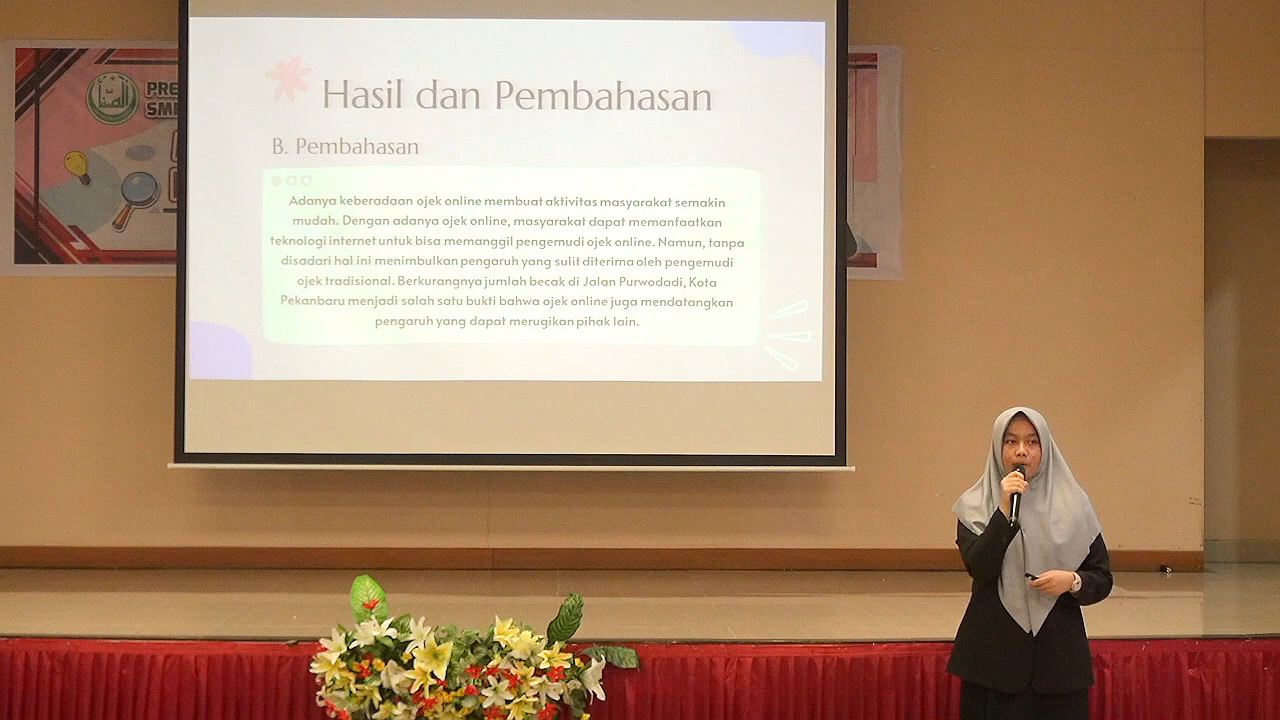 Hasil dan Pembahasan
B. Pembahasan
Adanya keberadaan ojek online membuat aktivitas masyarakat semakin
mudah. Dengan adanya ojek online, masyarakat dapat memanfaatkan
teknologi internet untuk bisa memanggil pengemudi ojek online. Namun, tanpa
disadari hal ini menimbulkan pengaruh yang sulit diterima oleh pengemudi
ojek tradisional. Berkurangnya jumlah becak di Jalan Purwodadi, Kota
Pekanbaru menjadi salah satu bukti bahwa ojek online juga mendatangkan
pengaruh yang dapat merugikan pihak lain.